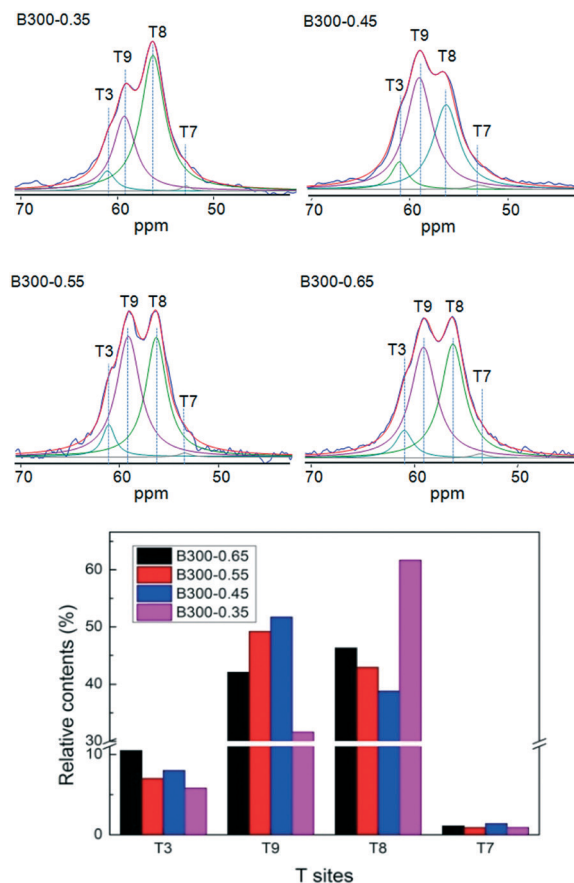 B300-0.35
T3
T9
T8
T7
70
60
50
ppm
B300-0.45
T3
T9
T8
T7
70
60
50
ppm
B300-0.55
T3
T9
T8
T7
70
60
50
ppm
B300-0.65
T3
T9
T8
T7
70
60
50
ppm
Relative contents (%)
60
50
40
30
10
0
B300-0.65
B300-0.55
B300-0.45
B300-0.35
T3
T9
T8
T7
T sites